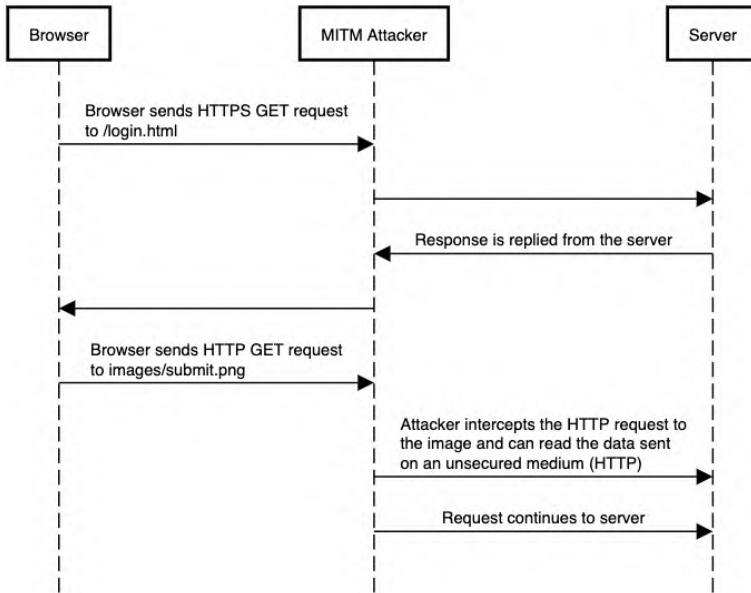 Browser
MITM Attacker
Server
Browser sends HTTPS GET request
to /login.html
Response is replied from the server
Browser sends HTTP GET request
to images/submit.png
Attacker intercepts the HTTP request to
the image and can read the data sent
on an unsecured medium (HTTP)
Request continues to server